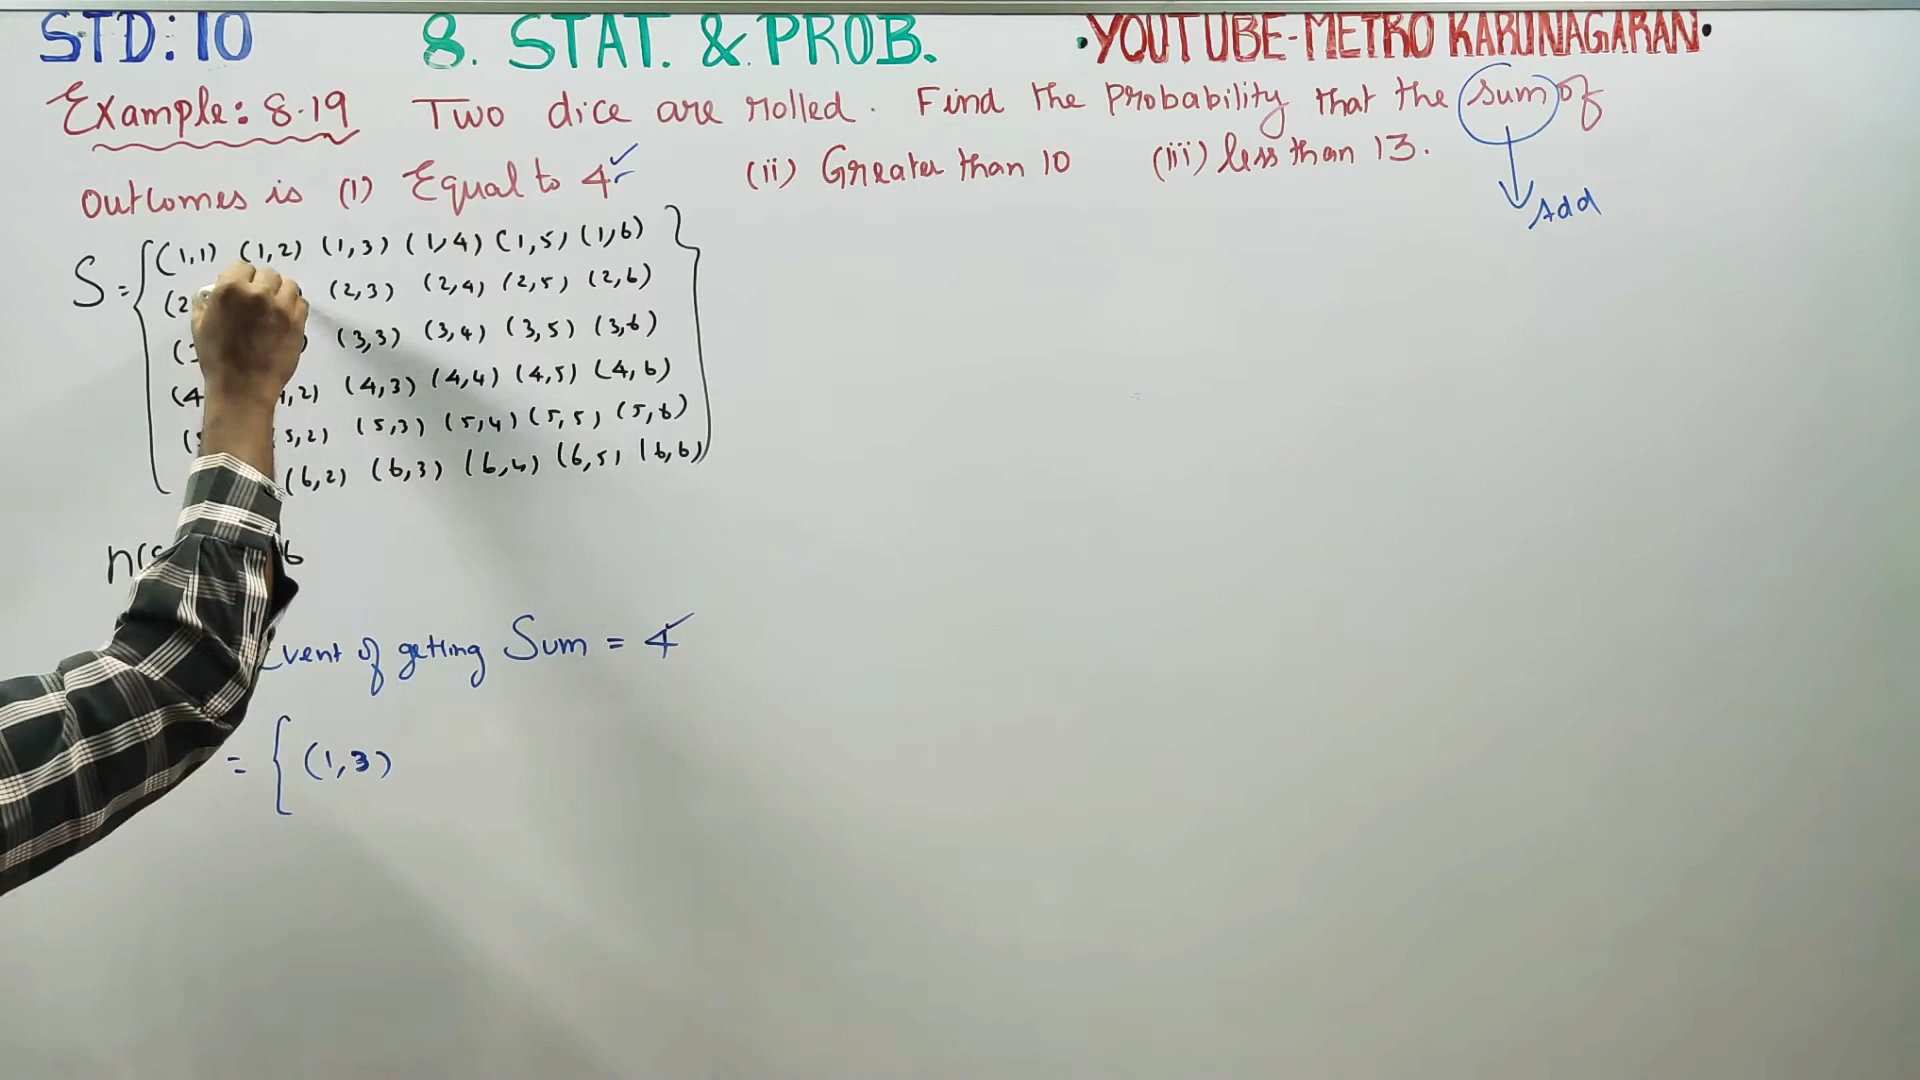 STD: 10 8. STAT. & PROB. •YOUTUBE-METRO KARUNAGARAN•
Example: 8.19 Two dice are rolled. Find the probability that the sum of
outcomes is (i) Equal to 4 (ii) Greater than 10 (iii) less than 13.
Add
S = { (1,1) (1,2) (1,3) (1,4) (1,5) (1,6) }
(2,3) (2,4) (2,5) (2,6)
(3,3) (3,4) (3,5) (3,6)
(4,3) (4,4) (4,5) (4,6)
(5,3) (5,4) (5,5) (5,6)
(6,2) (6,3) (6,4) (6,5) (6,6)
Event of getting Sum = 4
= { (1,3)